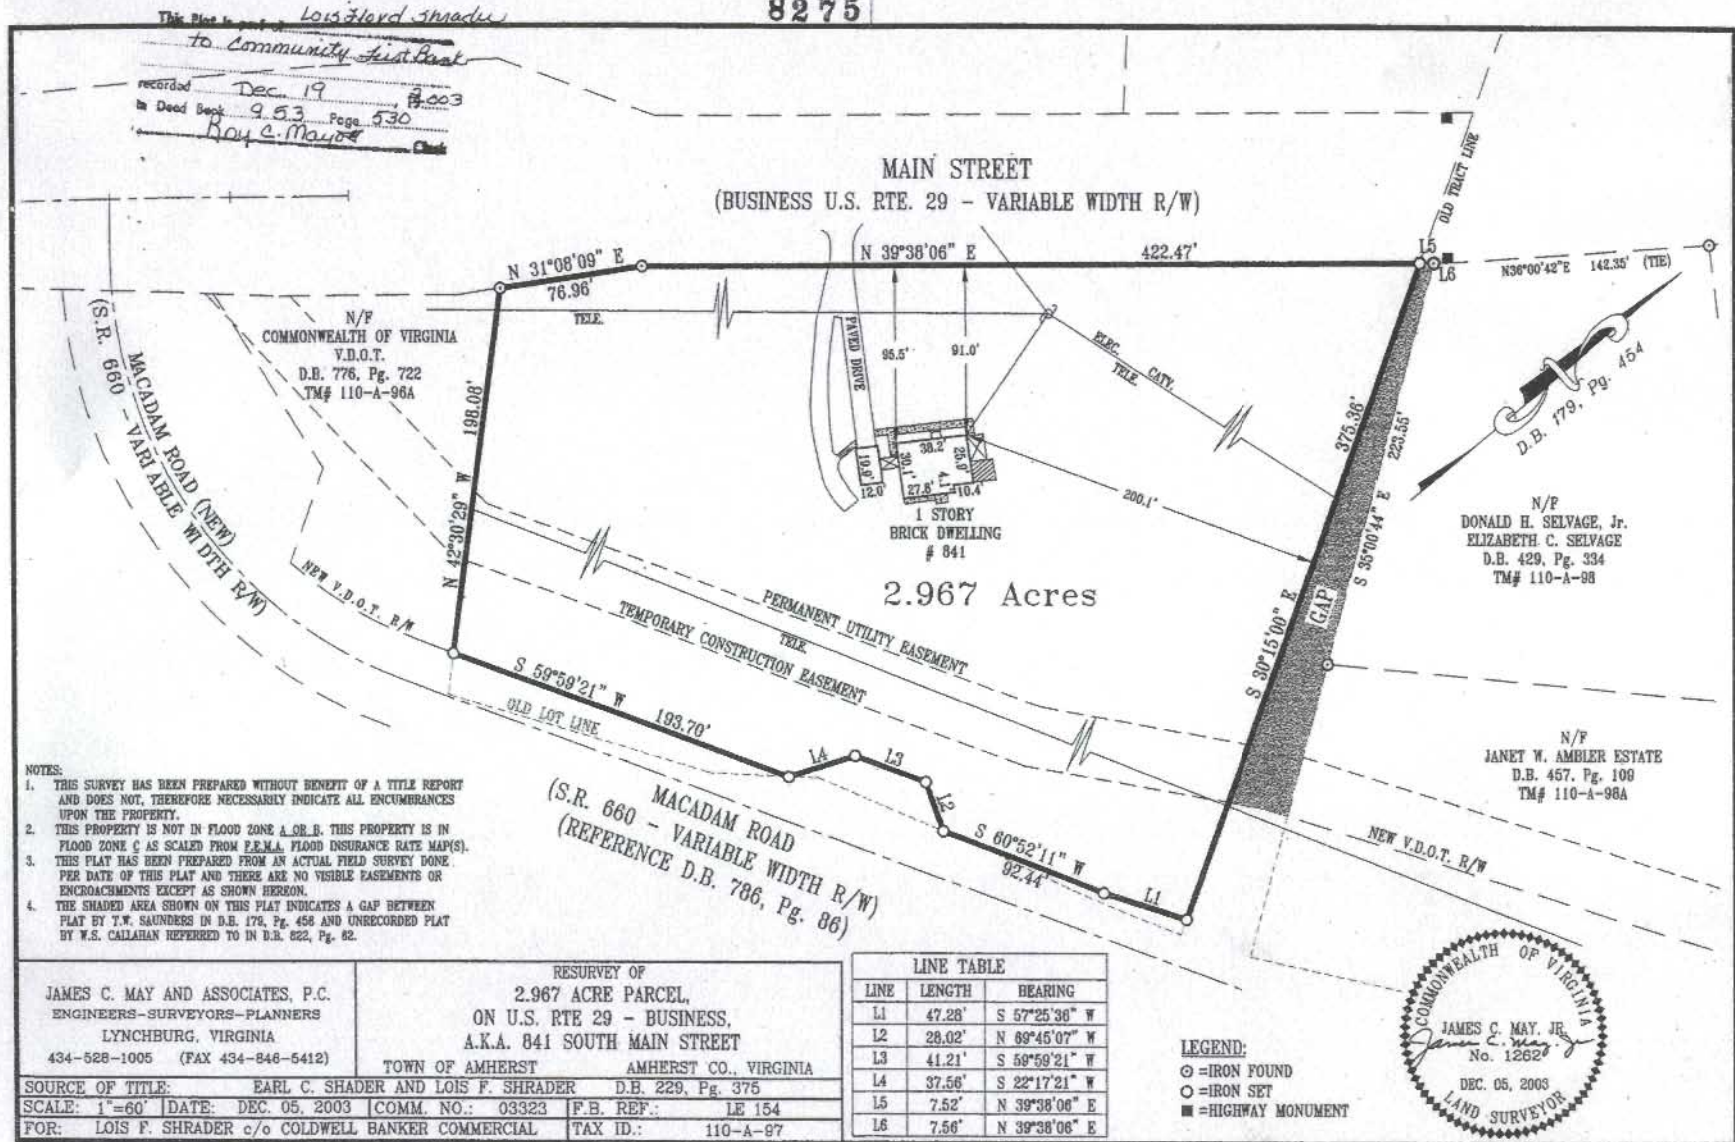 8275
This Plat is part of Lois Floyd Shrader
to Community First Bank
recorded Dec. 19, 2003
in Deed Book 953 Page 530
Roy C. Mayo Clerk
MAIN STREET
(BUSINESS U.S. RTE. 29 - VARIABLE WIDTH R/W)
OLD TRACT LINE
N 31°08'09" E
76.96'
N 39°38'06" E 422.47'
L5
L6
N36°00'42"E 142.35' (TIE)
TELE.
N/F
COMMONWEALTH OF VIRGINIA
V.D.O.T.
D.B. 776, Pg. 722
TM# 110-A-96A
MACADAM ROAD (NEW)
(S.R. 660 - VARIABLE WIDTH R/W)
NEW V.D.O.T. R/W
N 42°30'29" W 198.08'
PAVED DRIVE
95.5'
91.0'
ELEC.
CATV.
TELE.
38.2'
30.1'
25.9'
19.9'
12.0'
27.8'
4.1'
10.4'
200.1'
1 STORY
BRICK DWELLING
# 841
2.967 Acres
375.36'
S 30°15'00" E
223.55'
S 35°00'44" E
GAP
D.B. 179, Pg. 454
N/F
DONALD H. SELVAGE, Jr.
ELIZABETH C. SELVAGE
D.B. 429, Pg. 334
TM# 110-A-98
PERMANENT UTILITY EASEMENT
TELE.
TEMPORARY CONSTRUCTION EASEMENT
S 59°59'21" W 193.70'
OLD LOT LINE
L4
L3
L2
S 60°52'11" W
92.44'
L1
N/F
JANET W. AMBLER ESTATE
D.B. 457, Pg. 109
TM# 110-A-98A
NEW V.D.O.T. R/W
MACADAM ROAD
(S.R. 660 - VARIABLE WIDTH R/W)
(REFERENCE D.B. 786, Pg. 86)
NOTES:
1. THIS SURVEY HAS BEEN PREPARED WITHOUT BENEFIT OF A TITLE REPORT
AND DOES NOT, THEREFORE NECESSARILY INDICATE ALL ENCUMBRANCES
UPON THE PROPERTY.
2. THIS PROPERTY IS NOT IN FLOOD ZONE A OR B. THIS PROPERTY IS IN
FLOOD ZONE C AS SCALED FROM F.E.M.A. FLOOD INSURANCE RATE MAP(S).
3. THIS PLAT HAS BEEN PREPARED FROM AN ACTUAL FIELD SURVEY DONE
PER DATE OF THIS PLAT AND THERE ARE NO VISIBLE EASEMENTS OR
ENCROACHMENTS EXCEPT AS SHOWN HEREON.
4. THE SHADED AREA SHOWN ON THIS PLAT INDICATES A GAP BETWEEN
PLAT BY T.W. SAUNDERS IN D.B. 179, Pg. 456 AND UNRECORDED PLAT
BY W.S. CALLAHAN REFERRED TO IN D.B. 822, Pg. 62.
JAMES C. MAY AND ASSOCIATES, P.C.
ENGINEERS-SURVEYORS-PLANNERS
LYNCHBURG, VIRGINIA
434-528-1005 (FAX 434-846-5412)
RESURVEY OF
2.967 ACRE PARCEL,
ON U.S. RTE 29 - BUSINESS,
A.K.A. 841 SOUTH MAIN STREET
TOWN OF AMHERST AMHERST CO., VIRGINIA
SOURCE OF TITLE: EARL C. SHADER AND LOIS F. SHRADER D.B. 229, Pg. 375
SCALE: 1"=60' DATE: DEC. 05, 2003 COMM. NO.: 03323 F.B. REF.: LE 154
FOR: LOIS F. SHRADER c/o COLDWELL BANKER COMMERCIAL TAX ID.: 110-A-97
LINE TABLE
LINE LENGTH BEARING
L1 47.28' S 57°25'36" W
L2 28.02' N 89°45'07" W
L3 41.21' S 59°59'21" W
L4 37.56' S 22°17'21" W
L5 7.52' N 39°38'06" E
L6 7.56' N 39°38'06" E
LEGEND:
=IRON FOUND
=IRON SET
=HIGHWAY MONUMENT
COMMONWEALTH OF VIRGINIA
JAMES C. MAY, JR.
James C. May, Jr
No. 1262
DEC. 05, 2003
LAND SURVEYOR